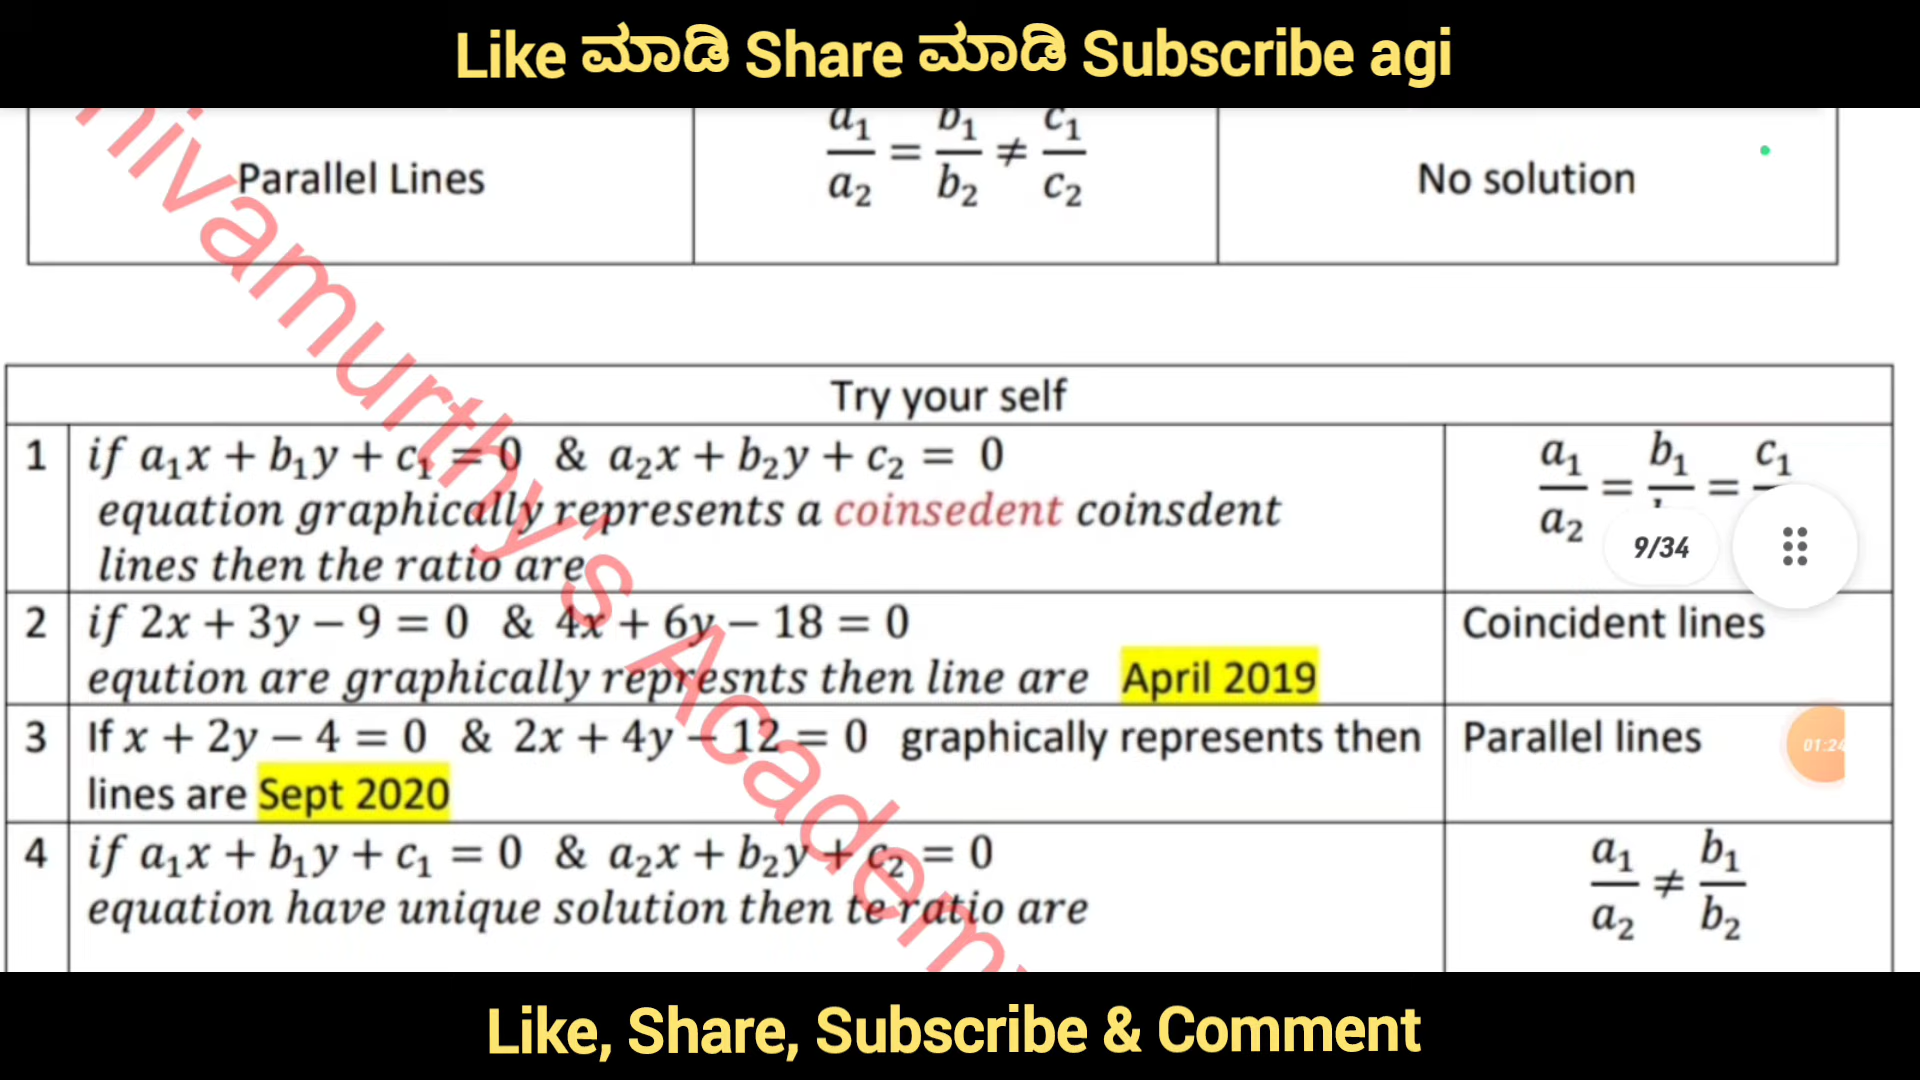 Like ಮಾಡಿ Share ಮಾಡಿ Subscribe agi
Parallel Lines
a₁/a₂ = b₁/b₂ ≠ c₁/c₂
No solution
Try your self
1 if a₁x + b₁y + c₁ = 0 & a₂x + b₂y + c₂ = 0
equation graphically represents a coinsedent coinsdent
lines then the ratio are
a₁/a₂ = b₁/ = c₁/
9/34
2 if 2x + 3y – 9 = 0 & 4x + 6y – 18 = 0
eqution are graphically represnts then line are April 2019
Coincident lines
3 If x + 2y – 4 = 0 & 2x + 4y – 12 = 0 graphically represents then
lines are Sept 2020
Parallel lines
01:24
4 if a₁x + b₁y + c₁ = 0 & a₂x + b₂y + c₂ = 0
equation have unique solution then te ratio are
a₁/a₂ ≠ b₁/b₂
hivamurthy's Academy
Like, Share, Subscribe & Comment